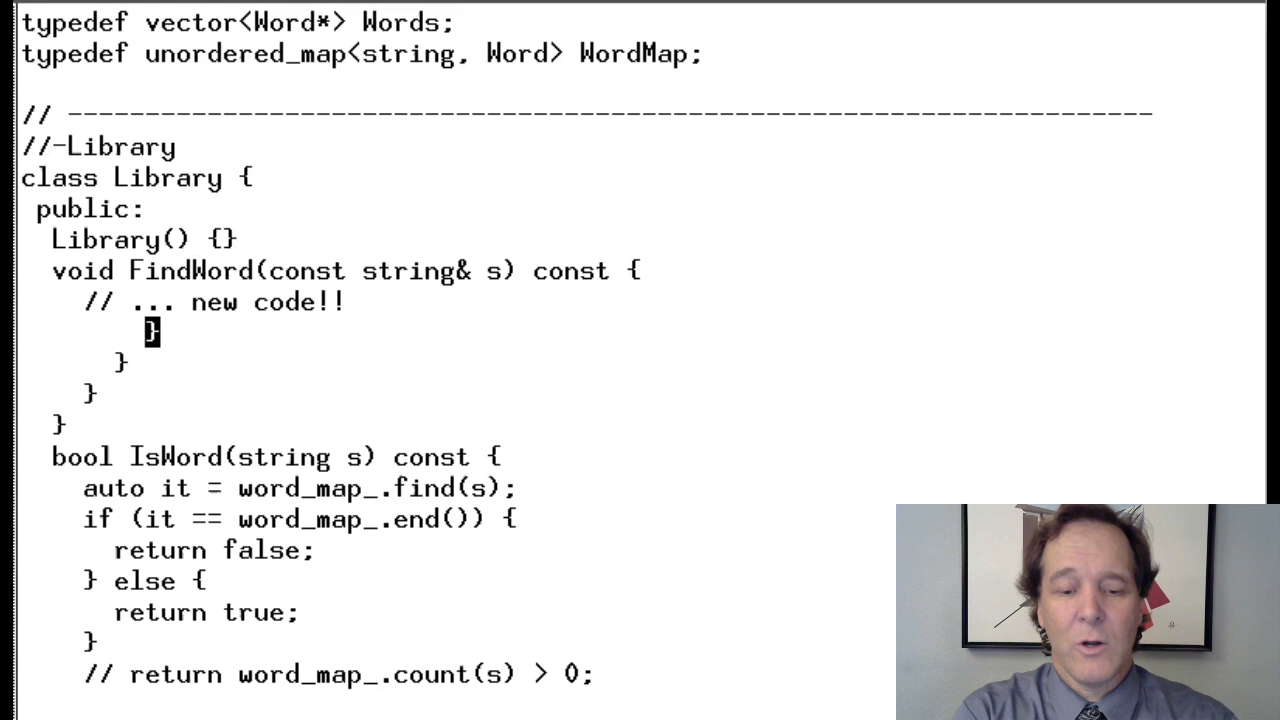 typedef vector<Word*> Words;
typedef unordered_map<string, Word> WordMap;
// ----------------------------------------------------------------------
//-Library
class Library {
 public:
  Library() {}
  void FindWord(const string& s) const {
    // ... new code!!
        }
      }
    }
  }
  bool IsWord(string s) const {
    auto it = word_map_.find(s);
    if (it == word_map_.end()) {
      return false;
    } else {
      return true;
    }
    // return word_map_.count(s) > 0;